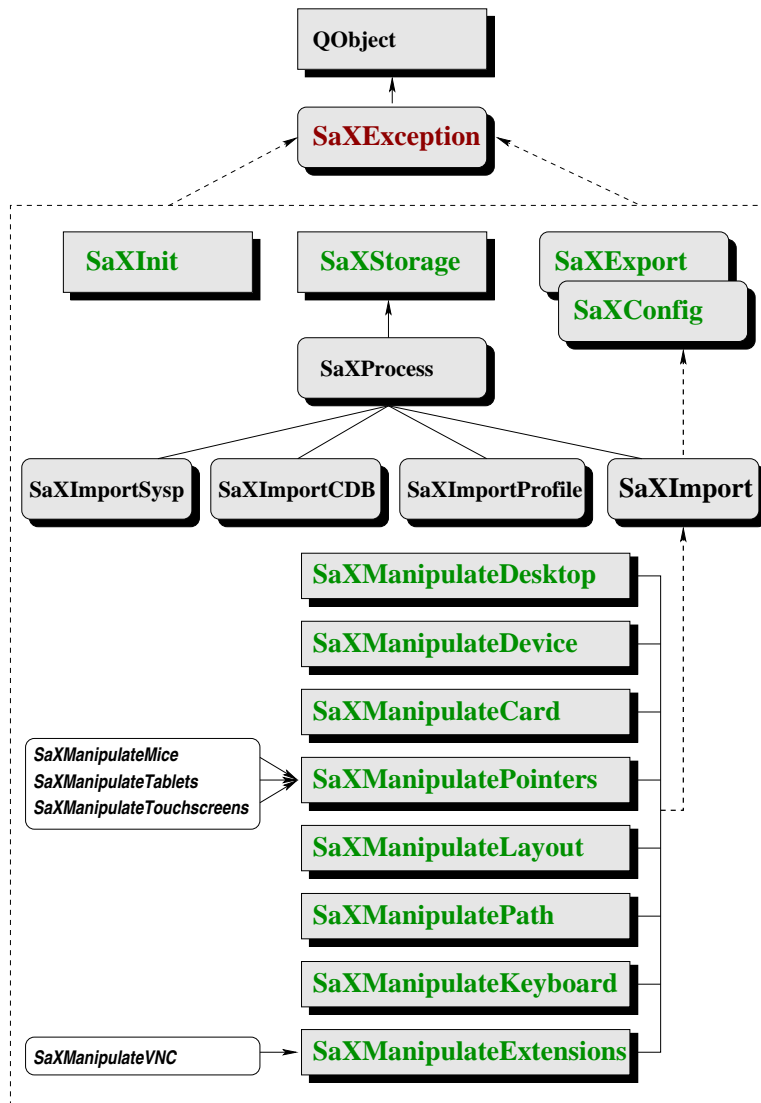 QObject
SaXException
SaXInit
SaXStorage
SaXExport
SaXConfig
SaXProcess
SaXImportSysp
SaXImportCDB
SaXImportProfile
SaXImport
SaXManipulateDesktop
SaXManipulateDevice
SaXManipulateCard
SaXManipulateMice
SaXManipulateTablets
SaXManipulateTouchscreens
SaXManipulatePointers
SaXManipulateLayout
SaXManipulatePath
SaXManipulateKeyboard
SaXManipulateVNC
SaXManipulateExtensions